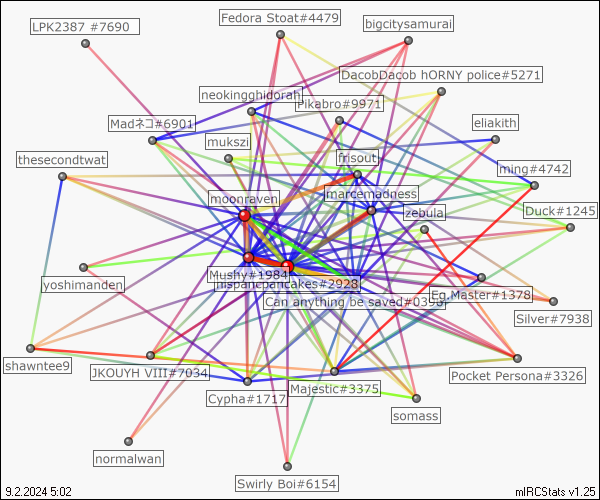 LPK2387 #7690
Fedora Stoat#4479
bigcitysamurai
DacobDacob hORNY police#5271
neokingghidorah
Pikabro#9971
Madネコ#6901
eliakith
mukszi
thesecondtwat
frisout
ming#4742
moonraven
marcemadness
zebula
Duck#1245
Mushy#1984
yoshimanden
Can anything be saved
Eg.Master#1378
Silver#7938
shawntee9
JKOUYH VIII#7034
Cypha#1717
Majestic#3375
Pocket Persona#3326
somass
normalwan
Swirly Boi#6154
9.2.2024 5:02
mIRCStats v1.25